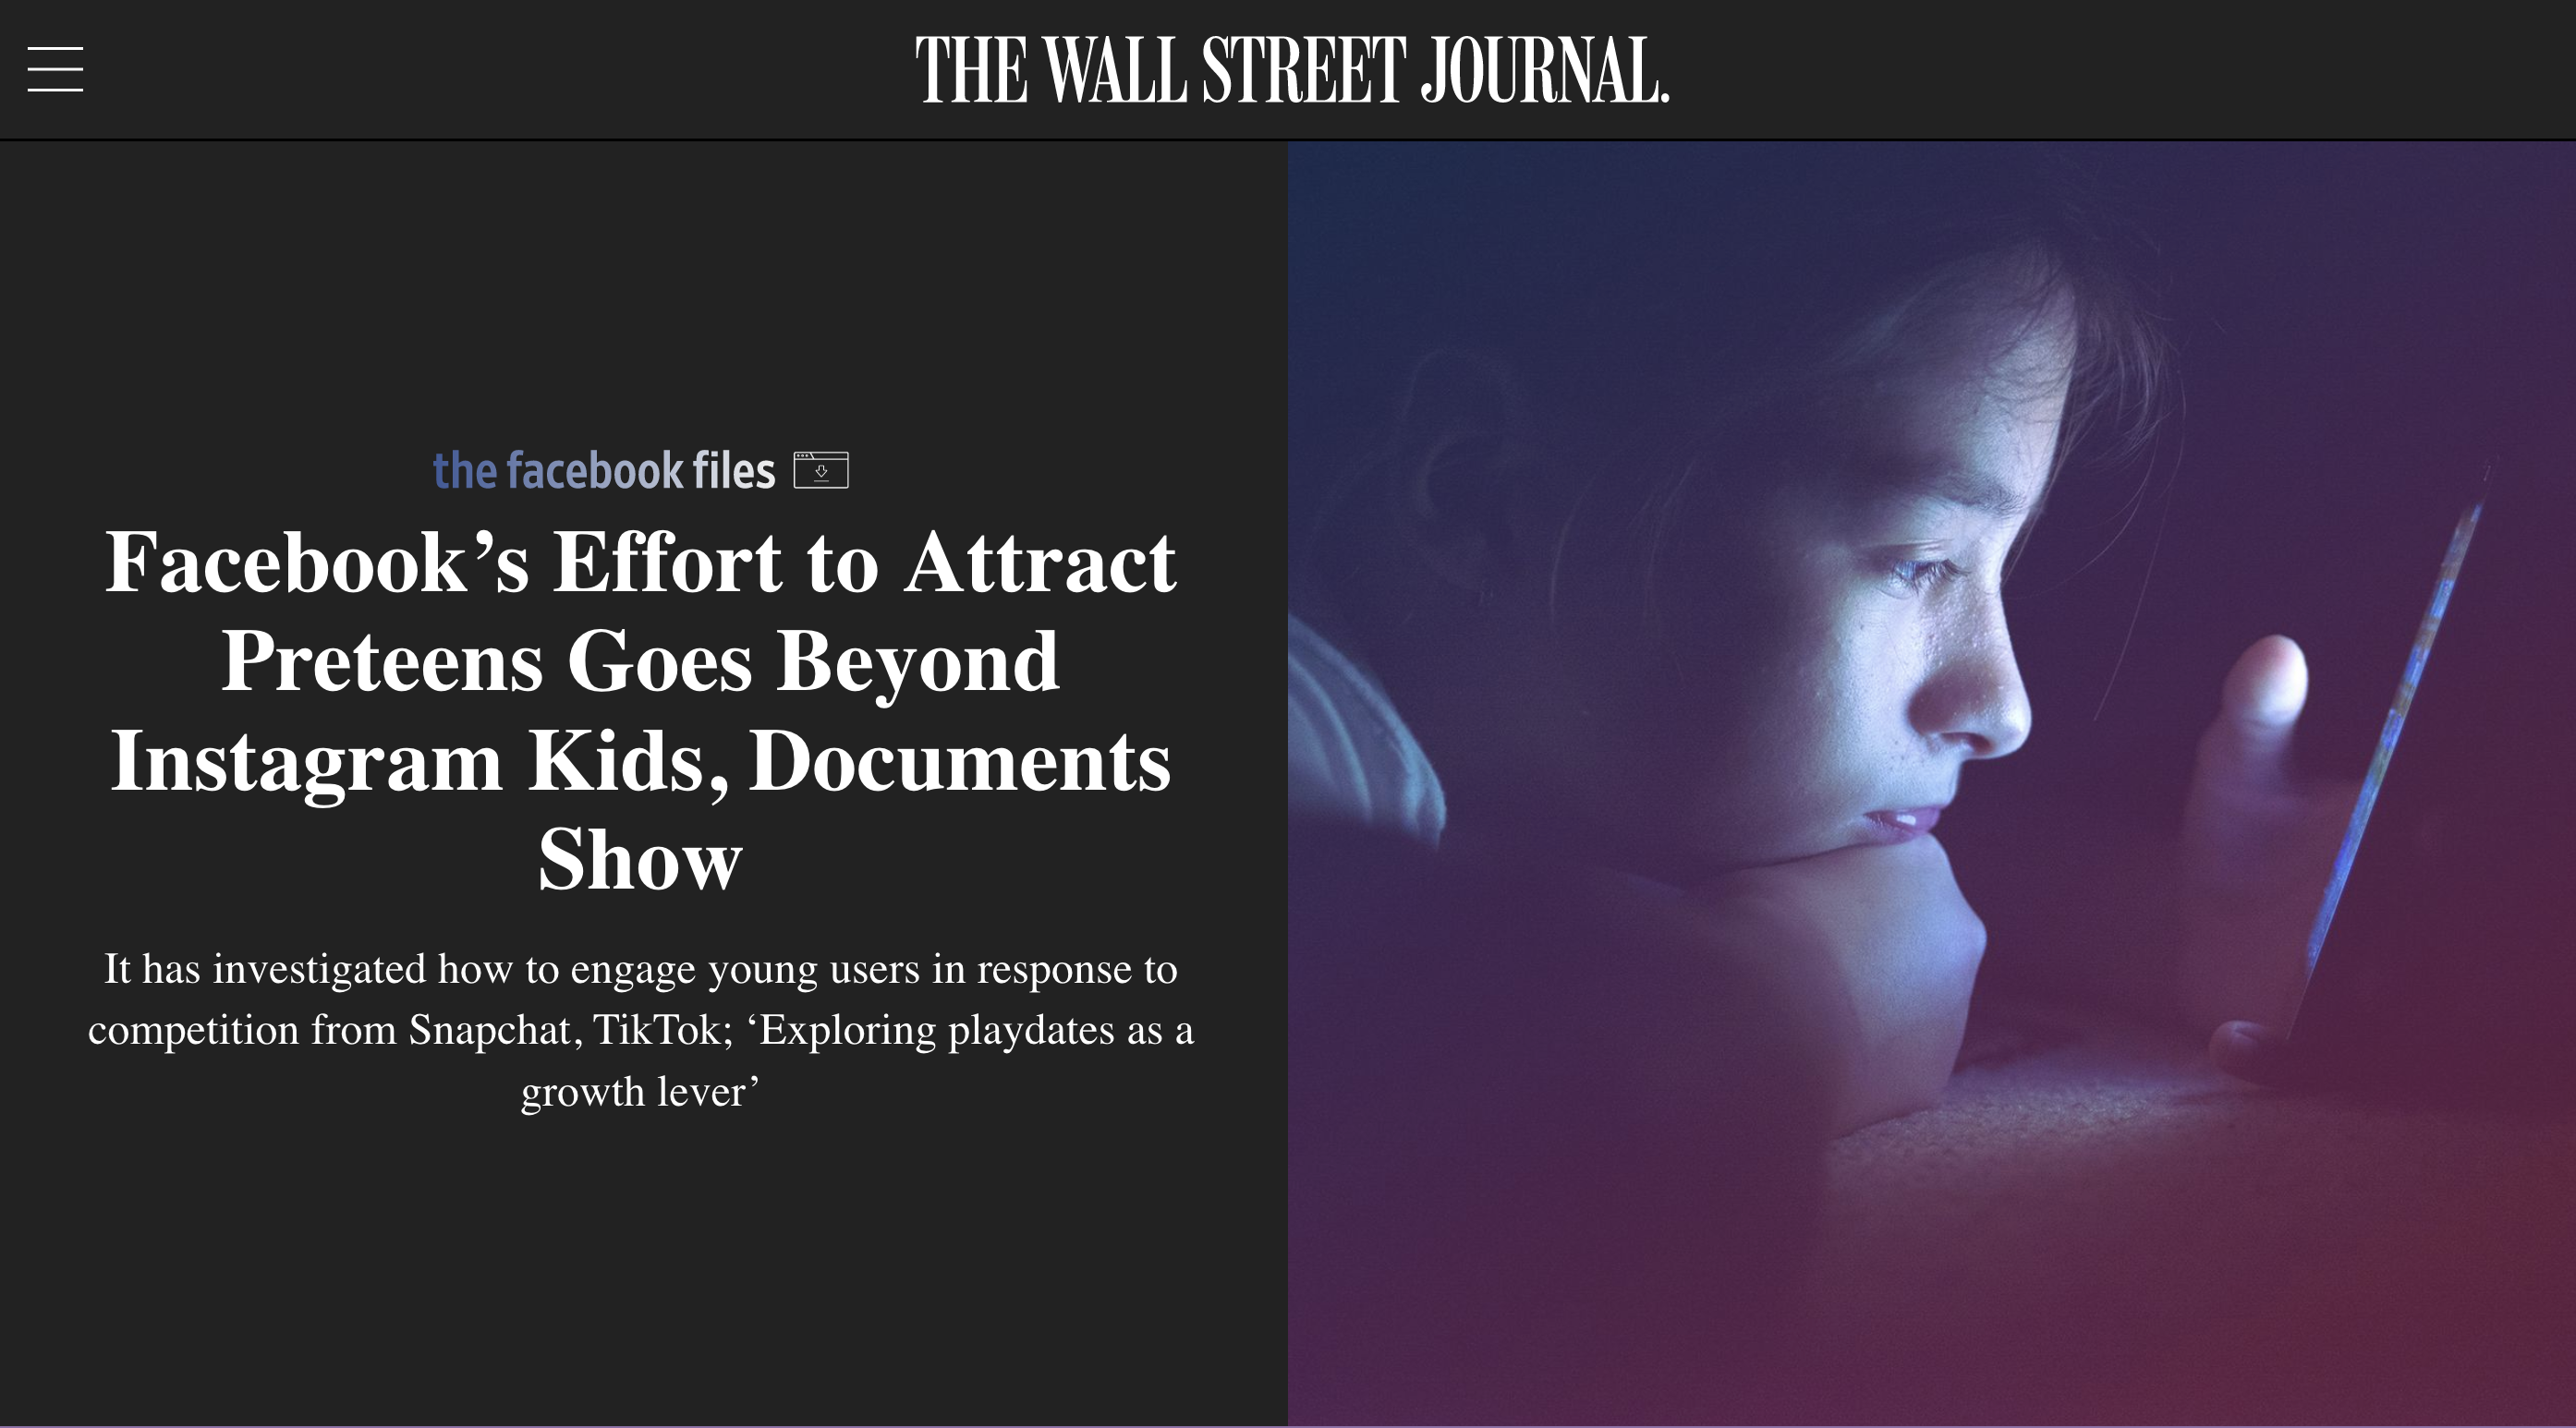 THE WALL STREET JOURNAL.
the facebook files
Facebook’s Effort to Attract
Preteens Goes Beyond
Instagram Kids, Documents
Show
It has investigated how to engage young users in response to
competition from Snapchat, TikTok; ‘Exploring playdates as a
growth lever’